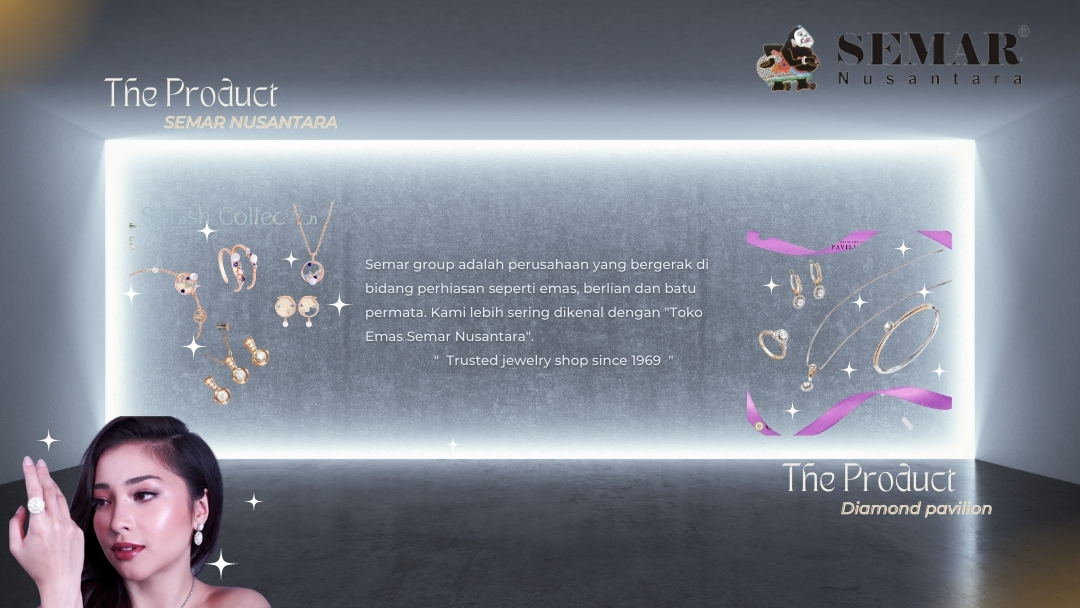 SEMAR®
Nusantara
The Product
SEMAR NUSANTARA
Semar group adalah perusahaan yang bergerak di
bidang perhiasan seperti emas, berlian dan batu
permata. Kami lebih sering dikenal dengan "Toko
Emas Semar Nusantara".
" Trusted jewelry shop since 1969 "
The Product
Diamond pavilion